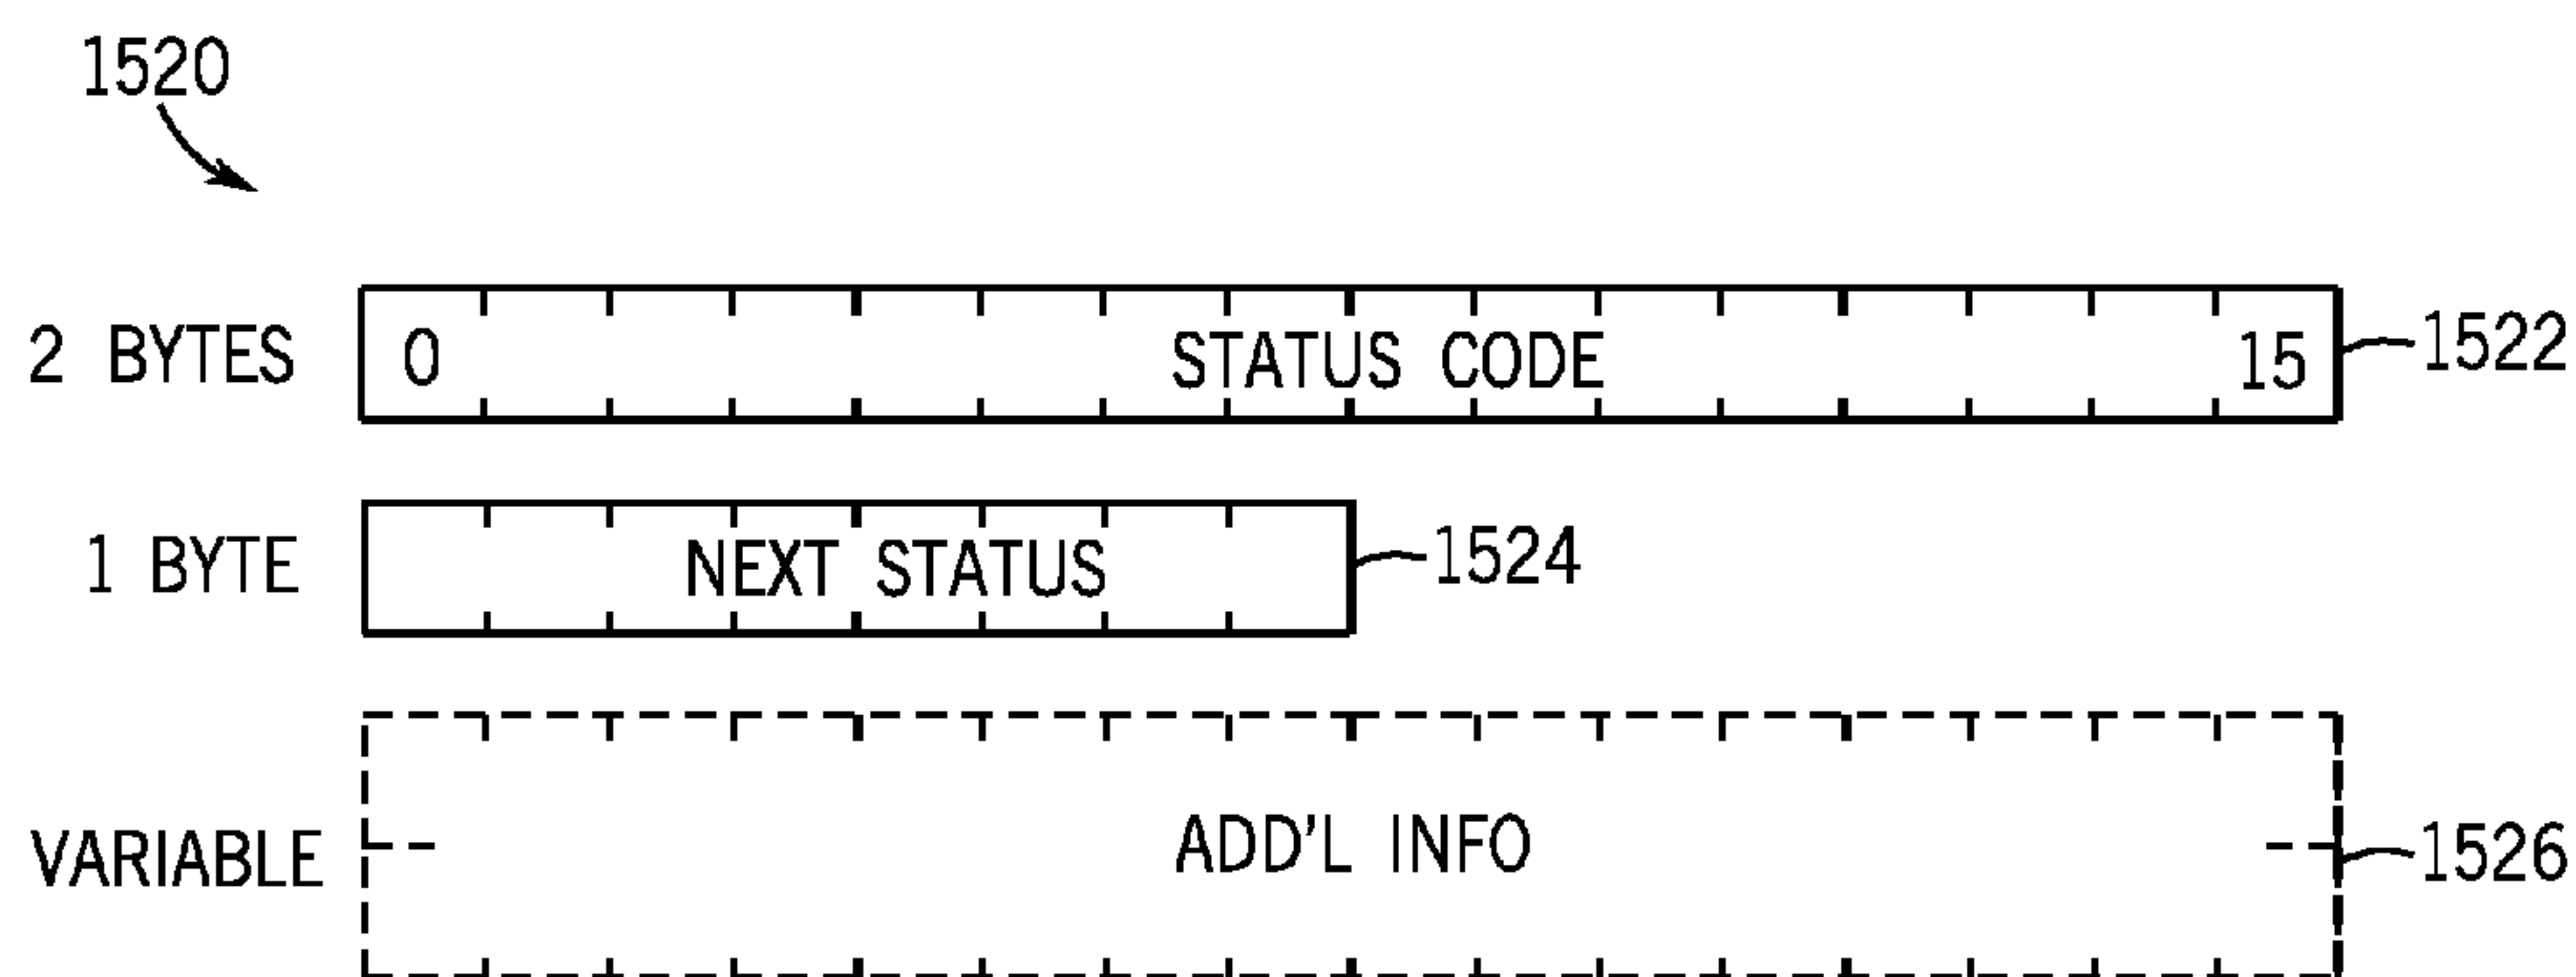 1520
2 BYTES 0 STATUS CODE 15 1522
1 BYTE NEXT STATUS 1524
VARIABLE ADD'L INFO 1526